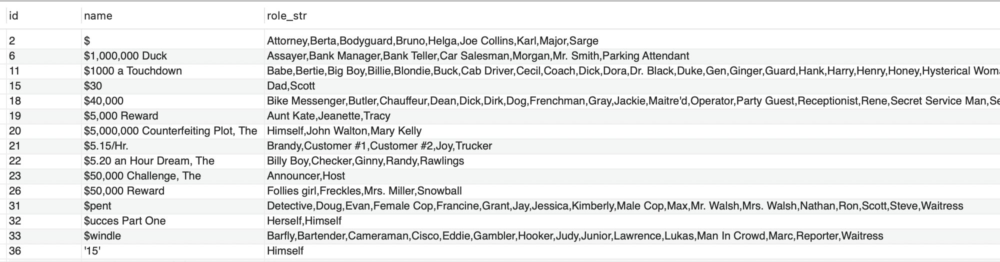 id name role_str
2 $ Attorney,Berta,Bodyguard,Bruno,Helga,Joe Collins,Karl,Major,Sarge
6 $1,000,000 Duck Assayer,Bank Manager,Bank Teller,Car Salesman,Morgan,Mr. Smith,Parking Attendant
11 $1000 a Touchdown Babe,Bertie,Big Boy,Billie,Blondie,Buck,Cab Driver,Cecil,Coach,Dick,Dora,Dr. Black,Duke,Gen,Ginger,Guard,Hank,Harry,Henry,Honey,Hysterical
15 $30 Dad,Scott
18 $40,000 Bike Messenger,Butler,Chauffeur,Dean,Dick,Dirk,Dog,Frenchman,Gray,Jackie,Maitre'd,Operator,Party Guest,Receptionist,Rene,Secret Service Man,
19 $5,000 Reward Aunt Kate,Jeanette,Tracy
20 $5,000,000 Counterfeiting Plot, The Himself,John Walton,Mary Kelly
21 $5.15/Hr. Brandy,Customer #1,Customer #2,Joy,Trucker
22 $5.20 an Hour Dream, The Billy Boy,Checker,Ginny,Randy,Rawlings
23 $50,000 Challenge, The Announcer,Host
26 $50,000 Reward Follies girl,Freckles,Mrs. Miller,Snowball
31 $pent Detective,Doug,Evan,Female Cop,Francine,Grant,Jay,Jessica,Kimberly,Male Cop,Max,Mr. Walsh,Mrs. Walsh,Nathan,Ron,Scott,Steve,Waitress
32 $ucces Part One Herself,Himself
33 $windle Barfly,Bartender,Cameraman,Cisco,Eddie,Gambler,Hooker,Judy,Junior,Lawrence,Lukas,Man In Crowd,Marc,Reporter,Waitress
36 '15' Himself